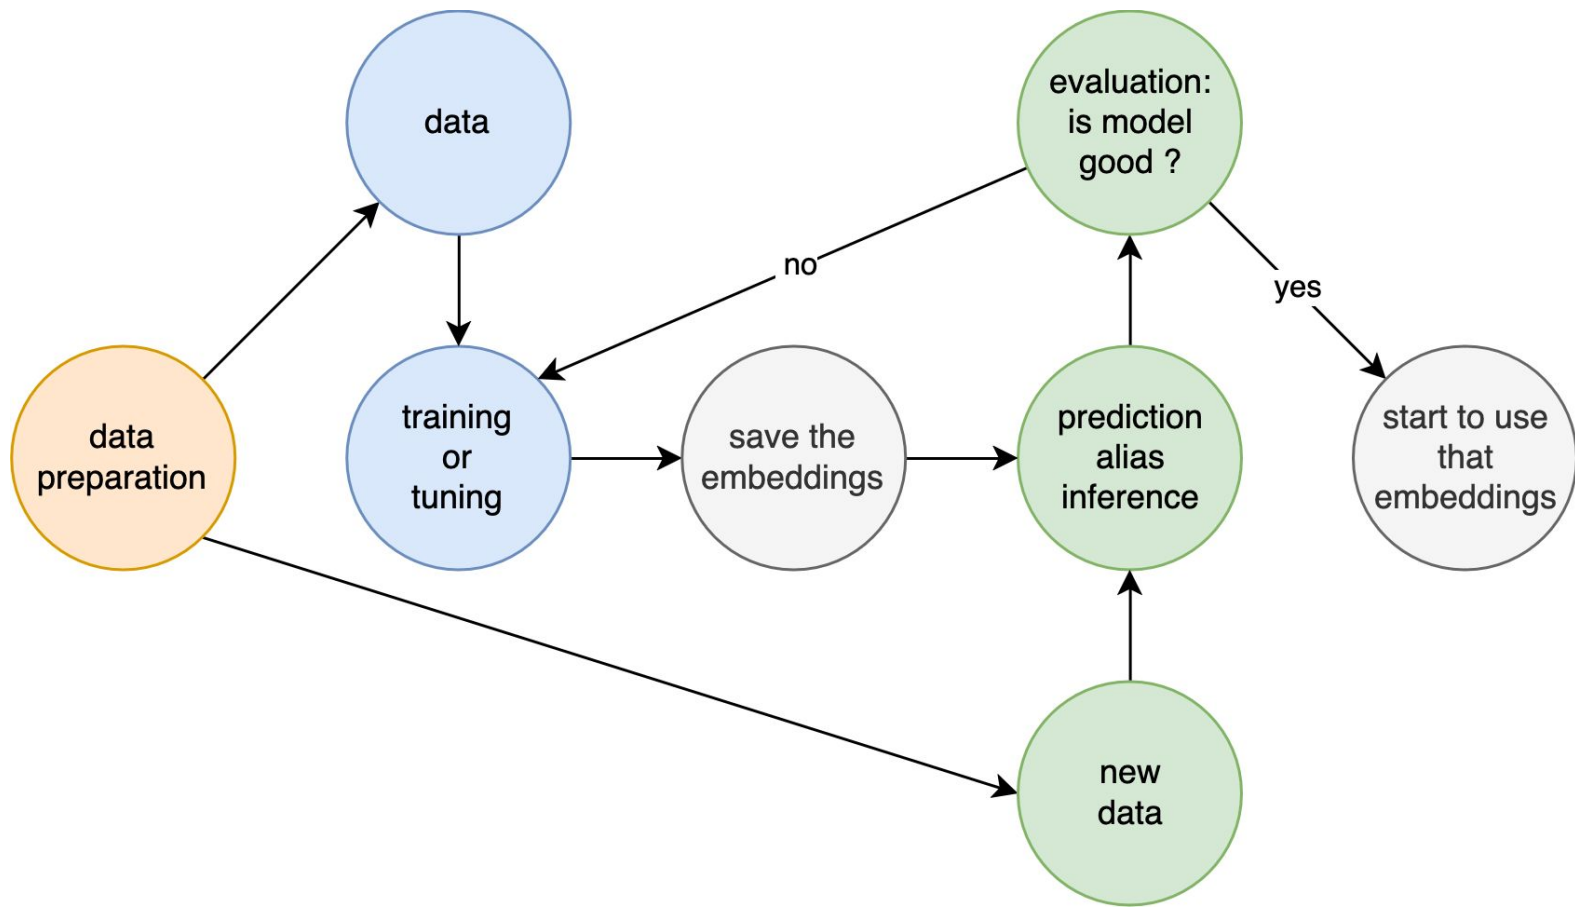 data
evaluation:
is model
good ?
no
yes
data
preparation
training
or
tuning
save the
embeddings
prediction
alias
inference
start to use
that
embeddings
new
data